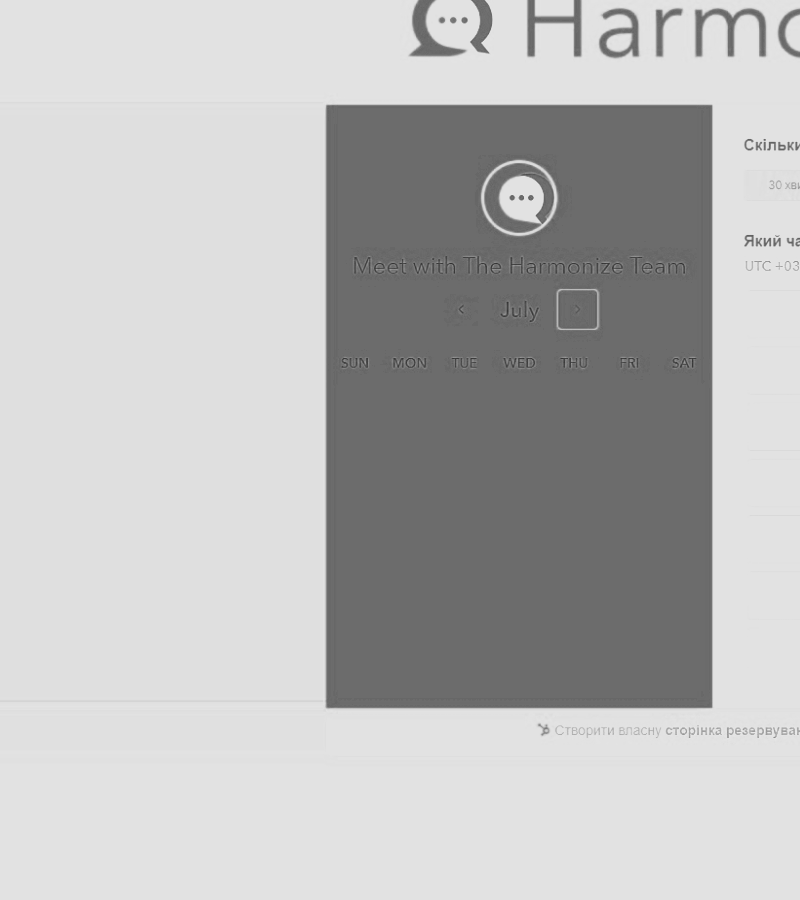 Harmo
Meet with The Harmonize Team
July
SUN MON TUE WED THU FRI SAT
Скільки
30 хви
Який ча
UTC +03
Створити власну сторінка резервуван